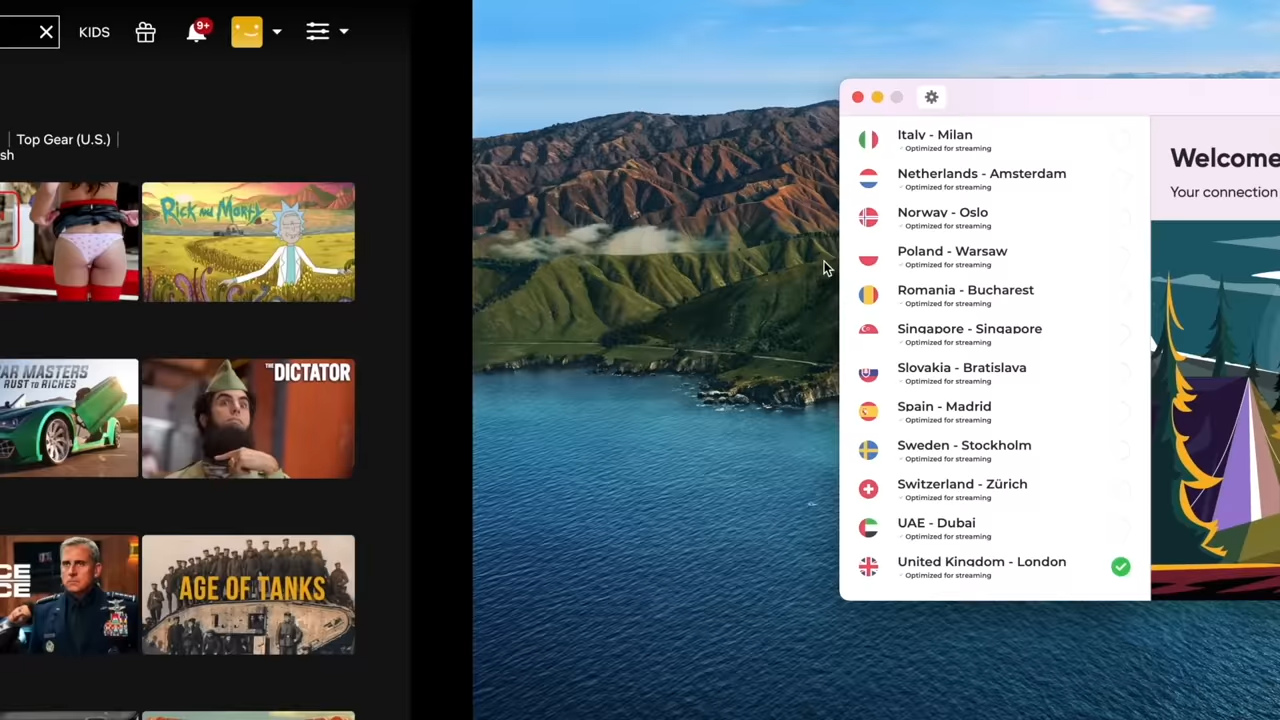 KIDS
9+
Top Gear (U.S.)
sh
RICK AND MORTY
CAR MASTERS
RUST TO RICHES
THE DICTATOR
CE
CE
AGE OF TANKS
Italy - Milan
Optimized for streaming
Netherlands - Amsterdam
Optimized for streaming
Norway - Oslo
Optimized for streaming
Poland - Warsaw
Optimized for streaming
Romania - Bucharest
Optimized for streaming
Singapore - Singapore
Optimized for streaming
Slovakia - Bratislava
Optimized for streaming
Spain - Madrid
Optimized for streaming
Sweden - Stockholm
Optimized for streaming
Switzerland - Zürich
Optimized for streaming
UAE - Dubai
Optimized for streaming
United Kingdom - London
Optimized for streaming
Welcome
Your connection